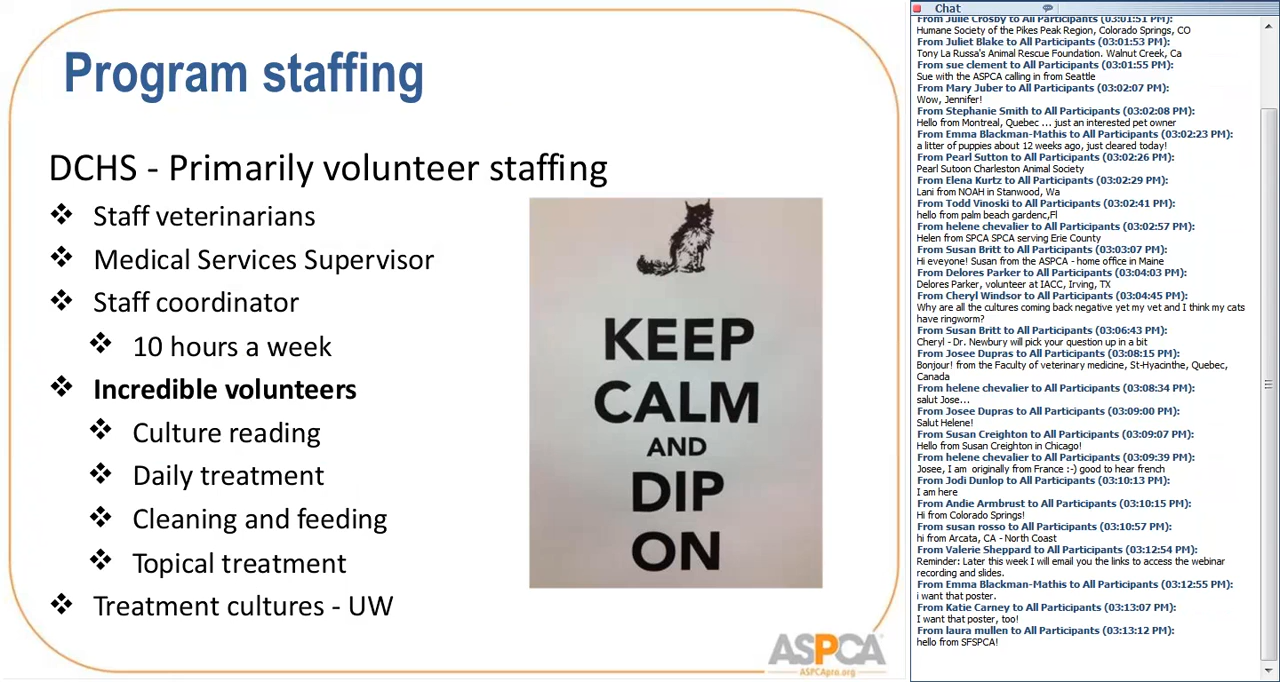 Program staffing
DCHS - Primarily volunteer staffing
❖ Staff veterinarians
❖ Medical Services Supervisor
❖ Staff coordinator
❖ 10 hours a week
❖ Incredible volunteers
❖ Culture reading
❖ Daily treatment
❖ Cleaning and feeding
❖ Topical treatment
❖ Treatment cultures - UW
KEEP
CALM
AND
DIP
ON
ASPCA
ASPCApro.org
Chat
From Julie Crosby to All Participants (03:01:51 PM):
Humane Society of the Pikes Peak Region, Colorado Springs, CO
From Juliet Blake to All Participants (03:01:53 PM):
Tony La Russa's Animal Rescue Foundation. Walnut Creek, Ca
From sue clement to All Participants (03:01:55 PM):
Sue with the ASPCA calling in from Seattle
From Mary Juber to All Participants (03:02:07 PM):
Wow, Jennifer!
From Stephanie Smith to All Participants (03:02:08 PM):
Hello from Montreal, Quebec ... just an interested pet owner
From Emma Blackman-Mathis to All Participants (03:02:23 PM):
a litter of puppies about 12 weeks ago, just cleared today!
From Pearl Sutton to All Participants (03:02:26 PM):
Pearl Sutoon Charleston Animal Society
From Elena Kurtz to All Participants (03:02:29 PM):
Lani from NOAH in Stanwood, Wa
From Todd Vinoski to All Participants (03:02:41 PM):
hello from palm beach gardenc,Fl
From helene chevalier to All Participants (03:02:57 PM):
Helen from SPCA SPCA serving Erie County
From Susan Britt to All Participants (03:03:07 PM):
Hi eveyone! Susan from the ASPCA - home office in Maine
From Delores Parker to All Participants (03:04:03 PM):
Delores Parker, volunteer at IACC, Irving, TX
From Cheryl Windsor to All Participants (03:04:45 PM):
Why are all the cultures coming back negative yet my vet and I think my cats
have ringworm?
From Susan Britt to All Participants (03:06:43 PM):
Cheryl - Dr. Newbury will pick your question up in a bit
From Josee Dupras to All Participants (03:08:15 PM):
Bonjour! from the Faculty of veterinary medicine, St-Hyacinthe, Quebec,
Canada
From helene chevalier to All Participants (03:08:34 PM):
salut Jose...
From Josee Dupras to All Participants (03:09:00 PM):
Salut Helene!
From Susan Creighton to All Participants (03:09:07 PM):
Hello from Susan Creighton in Chicago!
From helene chevalier to All Participants (03:09:39 PM):
Josee, I am originally from France :-) good to hear french
From Jodi Dunlop to All Participants (03:10:13 PM):
I am here
From Andie Armbrust to All Participants (03:10:15 PM):
Hi from Colorado Springs!
From susan rosso to All Participants (03:10:57 PM):
hi from Arcata, CA - North Coast
From Valerie Sheppard to All Participants (03:12:54 PM):
Reminder: Later this week I will email you the links to access the webinar
recording and slides.
From Emma Blackman-Mathis to All Participants (03:12:55 PM):
i want that poster.
From Katie Carney to All Participants (03:13:07 PM):
I want that poster, too!
From laura mullen to All Participants (03:13:12 PM):
hello from SFSPCA!